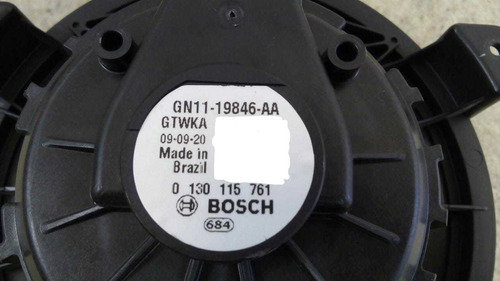 GN11-19846-AA
GTWKA
09-09-20
Made in
Brazil
0 130 115 761
BOSCH
684